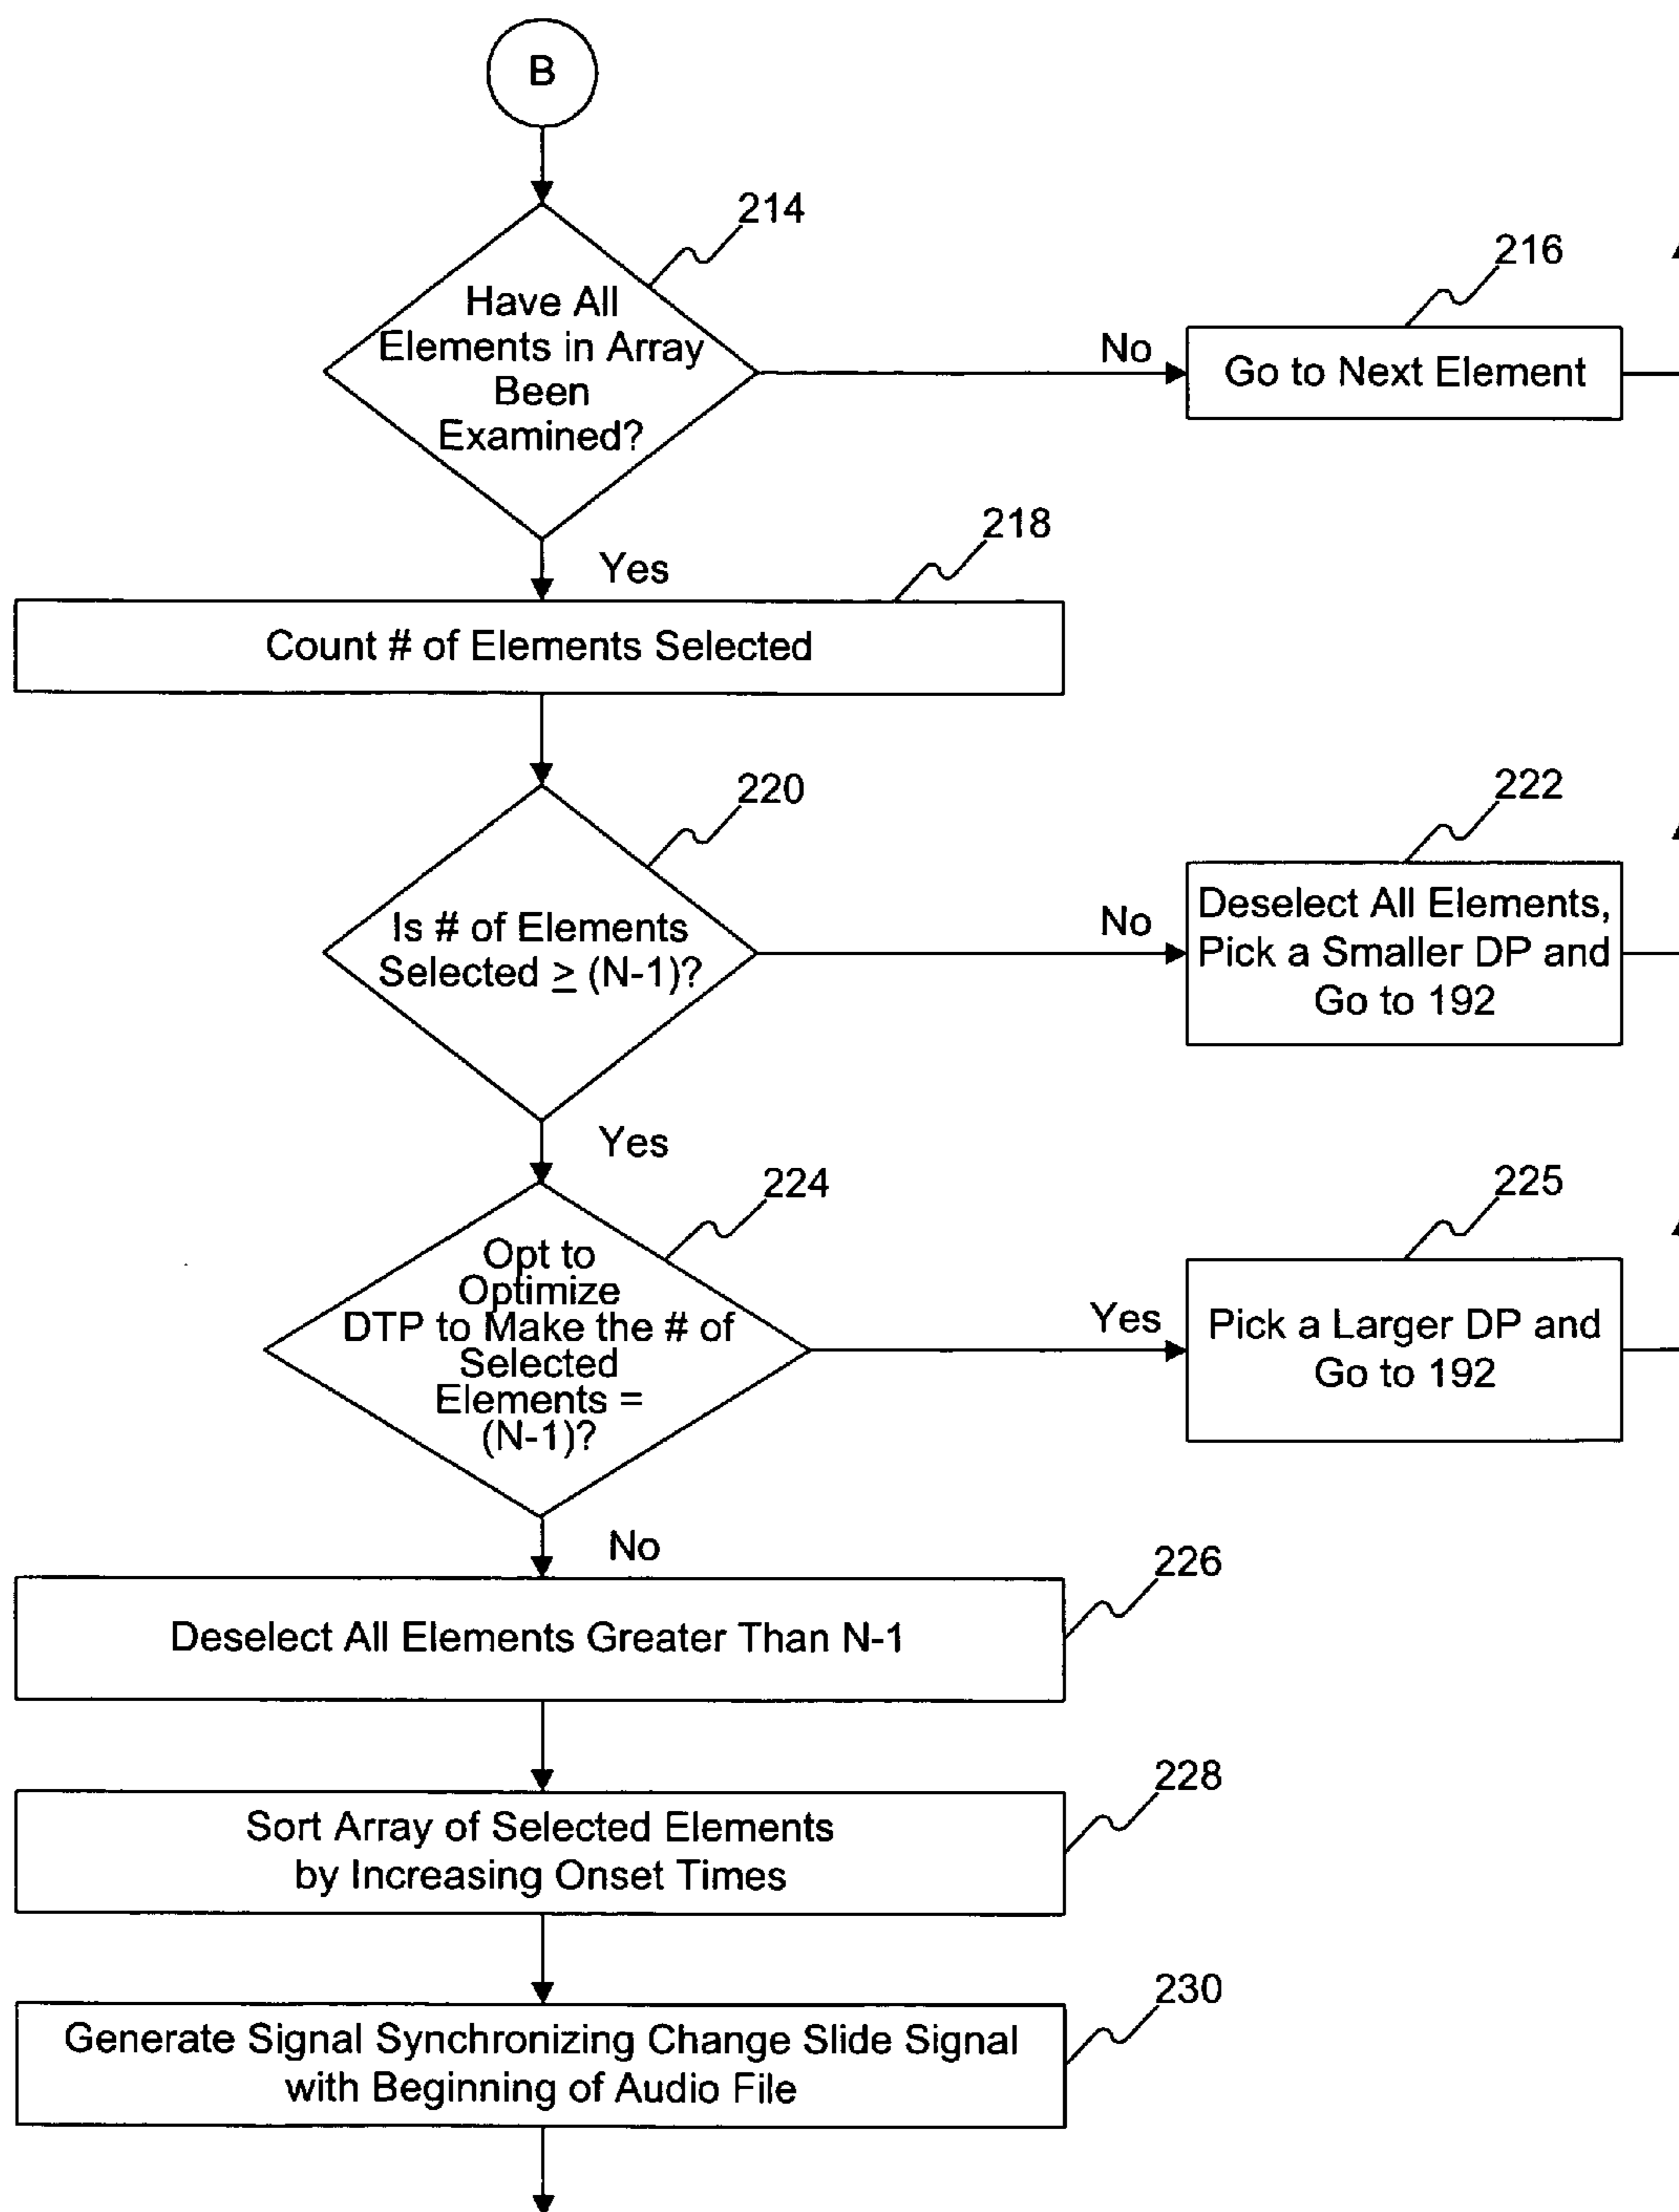 B
214
Have All
Elements in Array
Been
Examined?
No
216
Go to Next Element
Yes
218
Count # of Elements Selected
220
Is # of Elements
Selected ≥ (N-1)?
No
222
Deselect All Elements,
Pick a Smaller DP and
Go to 192
Yes
224
Opt to
Optimize
DTP to Make the # of
Selected
Elements =
(N-1)?
Yes
225
Pick a Larger DP and
Go to 192
No
226
Deselect All Elements Greater Than N-1
228
Sort Array of Selected Elements
by Increasing Onset Times
230
Generate Signal Synchronizing Change Slide Signal
with Beginning of Audio File